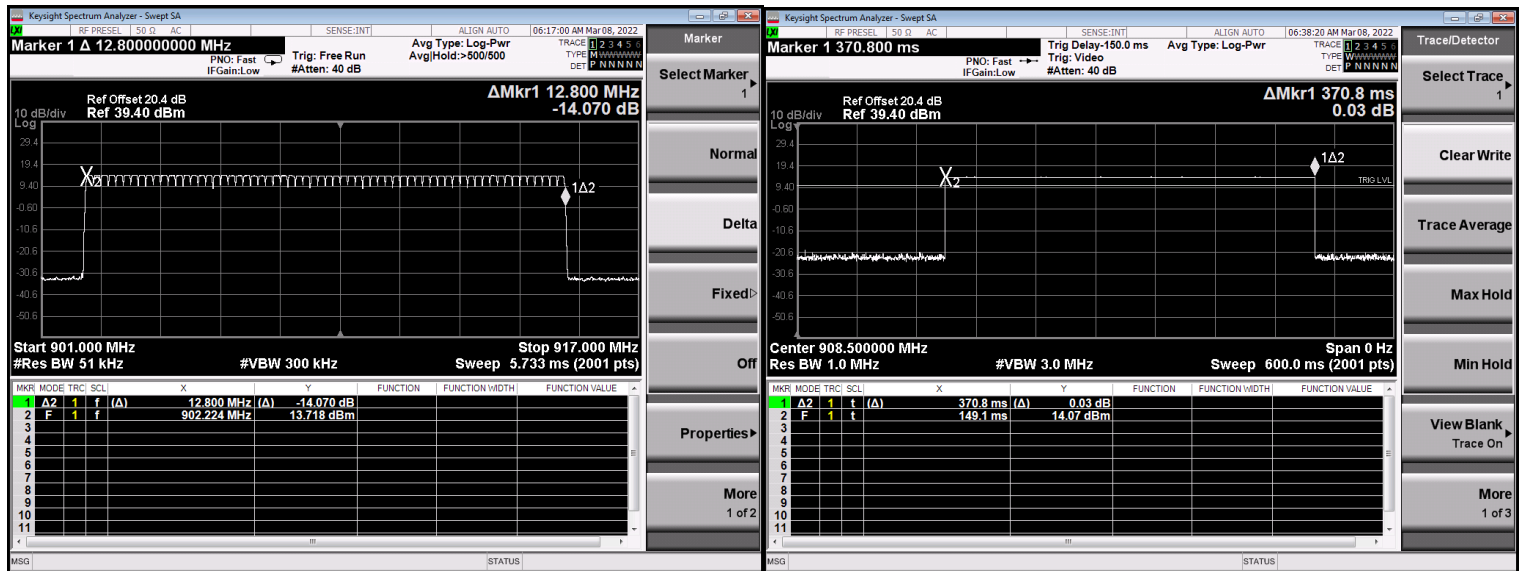 Keysight Spectrum Analyzer - Swept SA
LXI RF PRESEL 50 Ω AC SENSE:INT ALIGN AUTO 06:17:00 AM Mar 08, 2022
Marker 1 Δ 12.800000000 MHz
PNO: Fast
IFGain:Low
Trig: Free Run
#Atten: 40 dB
Avg Type: Log-Pwr
Avg|Hold:>500/500
TRACE 1 2 3 4 5 6
TYPE M W W W W W
DET P N N N N N
ΔMkr1 12.800 MHz
-14.070 dB
Ref Offset 20.4 dB
10 dB/div Ref 39.40 dBm
Log
29.4
19.4
9.40
-0.60
-10.6
-20.6
-30.6
-40.6
-50.6
X2
1Δ2
Start 901.000 MHz Stop 917.000 MHz
#Res BW 51 kHz #VBW 300 kHz Sweep 5.733 ms (2001 pts)
MKR MODE TRC SCL X Y FUNCTION FUNCTION WIDTH FUNCTION VALUE
1 Δ2 1 f (Δ) 12.800 MHz (Δ) -14.070 dB
2 F 1 f 902.224 MHz 13.718 dBm
3
4
5
6
7
8
9
10
11
MSG STATUS
Marker
Select Marker
1
Normal
Delta
Fixed
Off
Properties
More
1 of 2
Keysight Spectrum Analyzer - Swept SA
LXI RF PRESEL 50 Ω AC SENSE:INT ALIGN AUTO 06:38:20 AM Mar 08, 2022
Marker 1 370.800 ms
PNO: Fast
IFGain:Low
Trig Delay-150.0 ms
Trig: Video
#Atten: 40 dB
Avg Type: Log-Pwr
TRACE 1 2 3 4 5 6
TYPE W W W W W W
DET P N N N N N
ΔMkr1 370.8 ms
0.03 dB
Ref Offset 20.4 dB
10 dB/div Ref 39.40 dBm
Log
29.4
19.4
9.40
-0.60
-10.6
-20.6
-30.6
-40.6
-50.6
X2
1Δ2
TRIG LVL
Center 908.500000 MHz Span 0 Hz
Res BW 1.0 MHz #VBW 3.0 MHz Sweep 600.0 ms (2001 pts)
MKR MODE TRC SCL X Y FUNCTION FUNCTION WIDTH FUNCTION VALUE
1 Δ2 1 t (Δ) 370.8 ms (Δ) 0.03 dB
2 F 1 t 149.1 ms 14.07 dBm
3
4
5
6
7
8
9
10
11
MSG STATUS
Trace/Detector
Select Trace
1
Clear Write
Trace Average
Max Hold
Min Hold
View Blank
Trace On
More
1 of 3